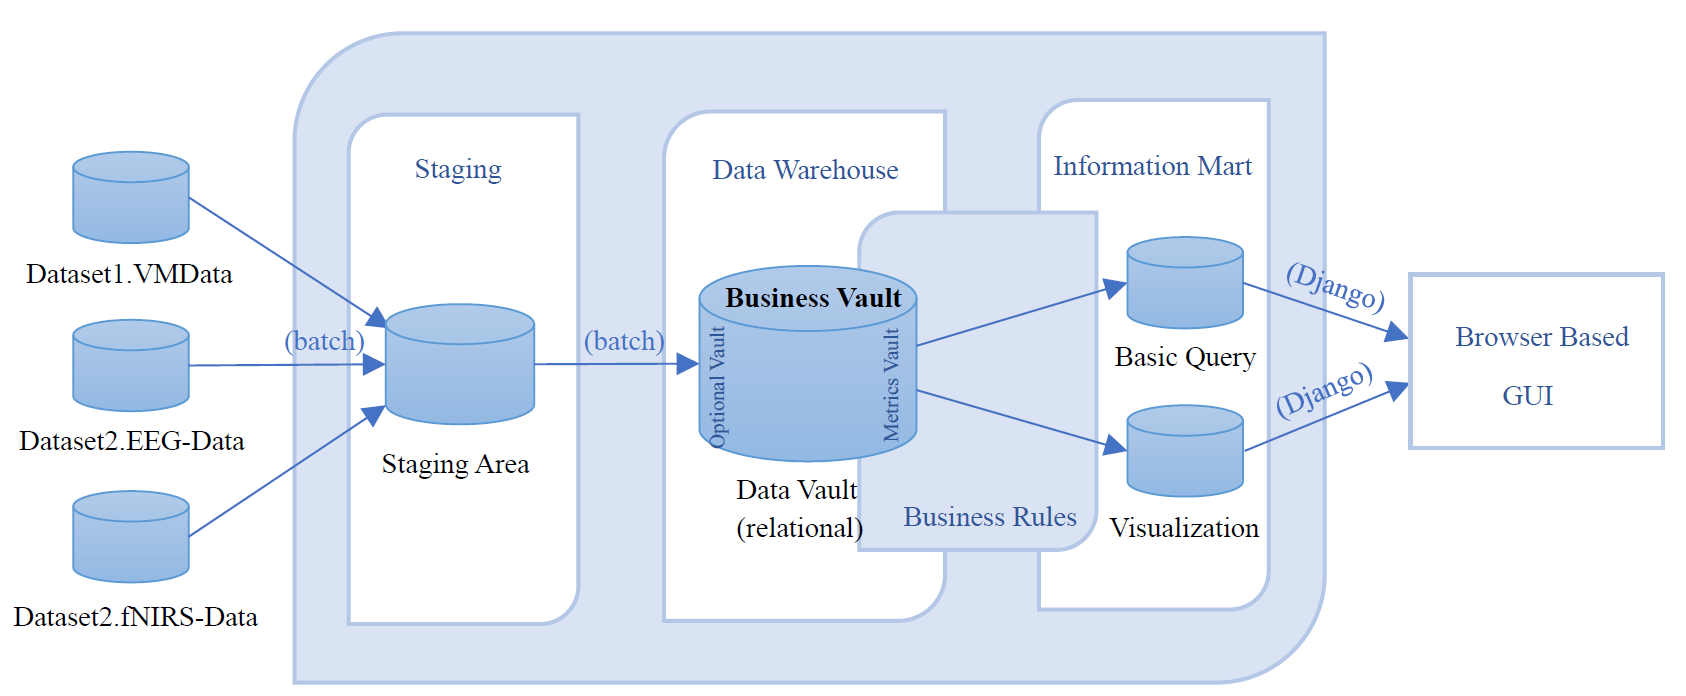 Staging
Data Warehouse
Information Mart
Dataset1.VMData
(batch)
Dataset2.EEG-Data
Dataset2.fNIRS-Data
Staging Area
(batch)
Business Vault
Optional Vault
Metrics Vault
Data Vault
(relational)
Business Rules
Basic Query
Visualization
(Django)
(Django)
Browser Based
GUI